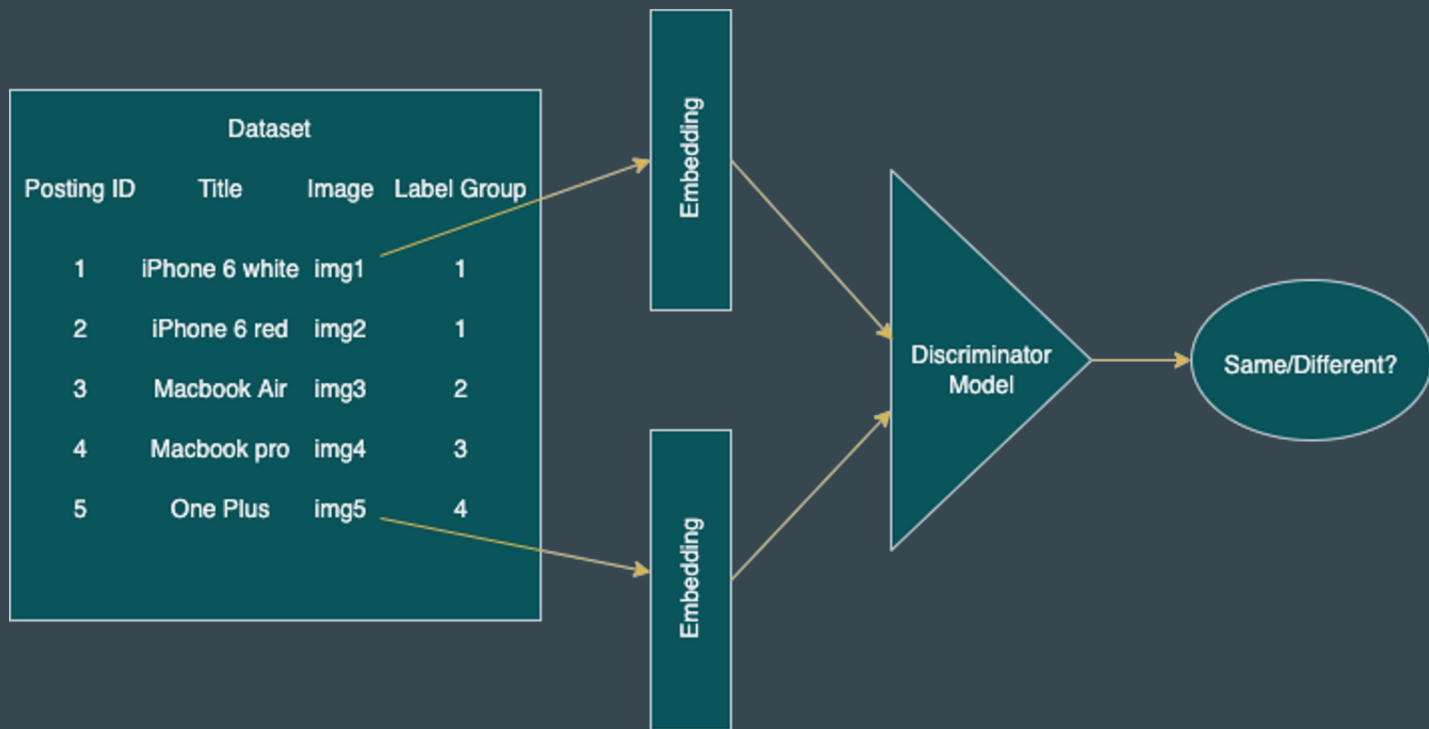 Dataset
Posting ID Title Image Label Group
1 iPhone 6 white img1 1
2 iPhone 6 red img2 1
3 Macbook Air img3 2
4 Macbook pro img4 3
5 One Plus img5 4
Embedding
Embedding
Discriminator
Model
Same/Different?